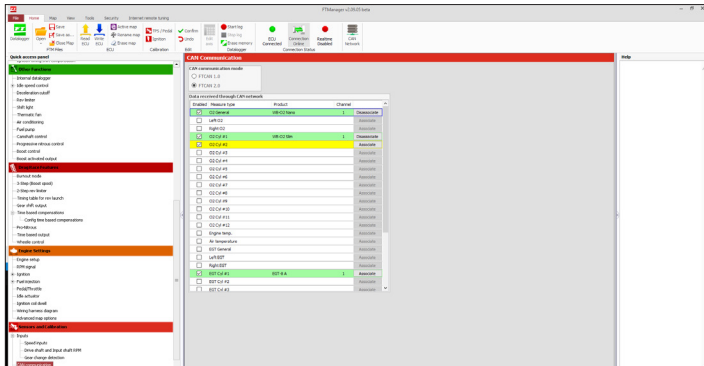 FTManager v2.09.03 beta
File Home Map View Tools Security Internet remote tuning
Datalogger Open Save Save as... Close Map Read ECU Write ECU Active map Rename map Erase map TPS / Pedal Ignition Confirm Undo Edit Start log Stop log Erase memory ECU Connected Connection Online Realtime Disabled CAN Network
FTM Files ECU Calibration Edit Datalogger Connection Status
Quick access panel
CAN Communication
Help
Other Functions
Internal datalogger
Idle speed control
Deceleration cutoff
Rev limiter
Shift light
Thermatic fan
Air conditioning
Fuel pump
Camshaft control
Progressive nitrous control
Boost control
Boost activated output
Burnout mode
3-Step (Boost spool)
2-Step rev limiter
Timing table for rev launch
Gear shift output
Time based compensations
Config time based compensations
Pro-Nitrous
Time based output
Wheelie control
Engine Settings
Engine setup
RPM signal
Ignition
Fuel injection
Pedal/Throttle
Idle actuator
Ignition coil dwell
Wiring harness diagram
Advanced map options
Sensors and Calibration
Inputs
Speed inputs
Drive shaft and Input shaft RPM
Gear change detection
CAN communication mode
FTCAN 1.0
FTCAN 2.0
Data received through CAN network
Enabled Measure type Product Channel
O2 General WB-O2 Nano 1 Disassociate
Left O2 Associate
Right O2 Associate
O2 Cyl #1 WB-O2 Slim 1 Disassociate
O2 Cyl #2 Associate
O2 Cyl #3 Associate
O2 Cyl #4 Associate
O2 Cyl #5 Associate
O2 Cyl #6 Associate
O2 Cyl #7 Associate
O2 Cyl #8 Associate
O2 Cyl #9 Associate
O2 Cyl #10 Associate
O2 Cyl #11 Associate
O2 Cyl #12 Associate
Engine temp. Associate
Air temperature Associate
EGT General Associate
Left EGT Associate
Right EGT Associate
EGT Cyl #1 EGT-8 A 1 Associate
EGT Cyl #2 Associate
EGT Cyl #3 Associate